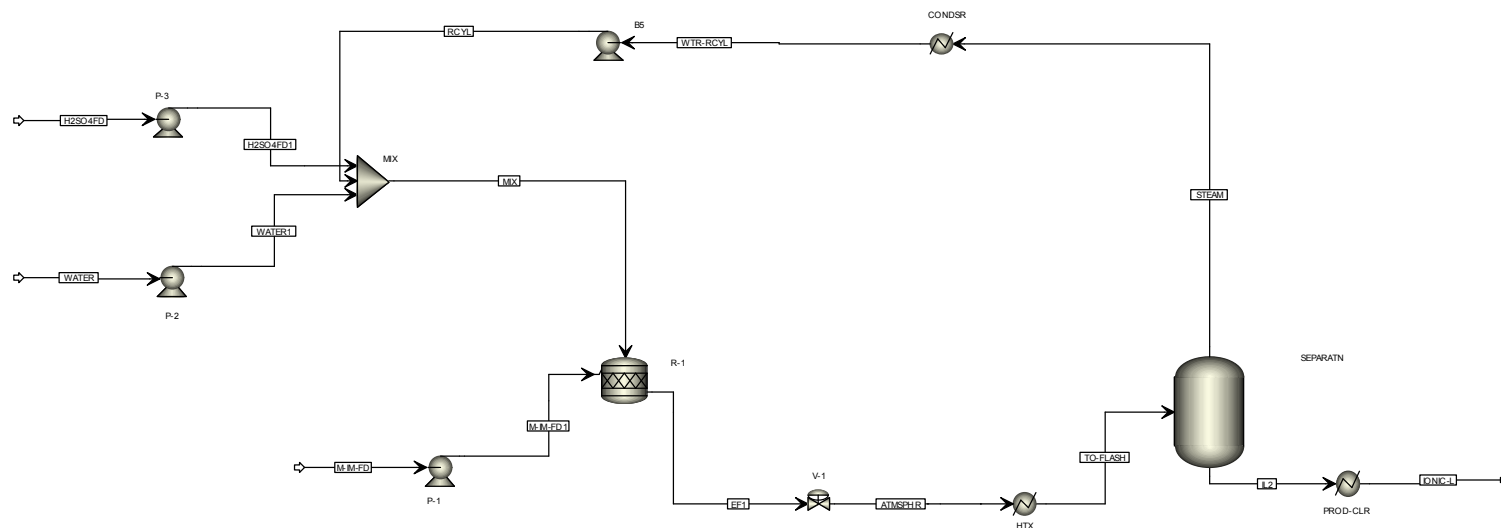 CONDSR
B5
RCYL
WTR-RCYL
P-3
H2SO4FD
H2SO4FD1
MIX
MIX
STEAM
WATER1
WATER
P-2
SEPARATN
R-1
M-IM-FD1
TO-FLASH
M-IM-FD
P-1
V-1
EF1
ATMSPHR
HTX
IL2
IONIC-L
PROD-CLR